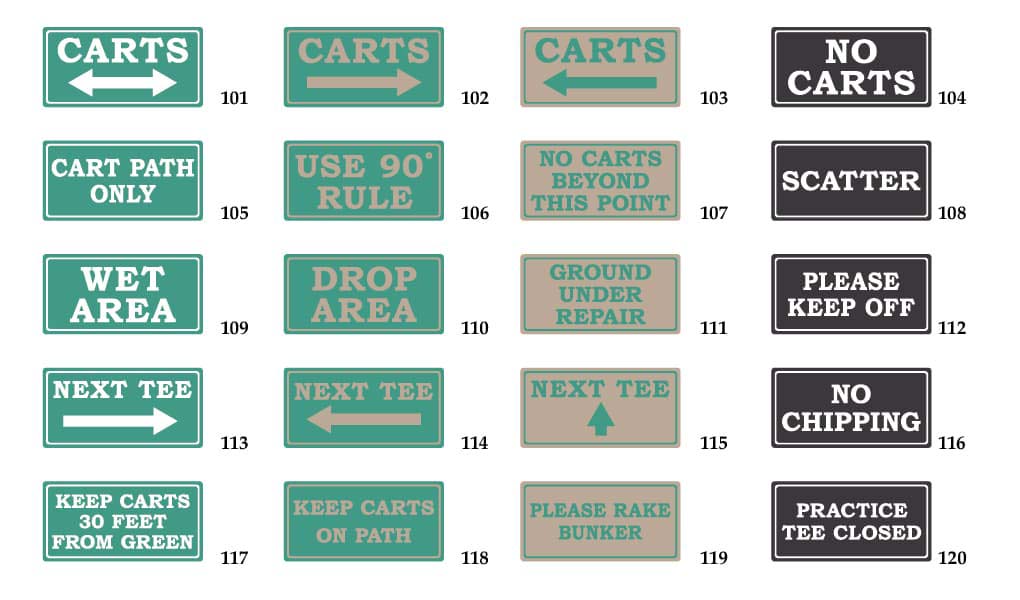 CARTS
101
CARTS
102
CARTS
103
NO
CARTS
104
CART PATH
ONLY
105
USE 90°
RULE
106
NO CARTS
BEYOND
THIS POINT
107
SCATTER
108
WET
AREA
109
DROP
AREA
110
GROUND
UNDER
REPAIR
111
PLEASE
KEEP OFF
112
NEXT TEE
113
NEXT TEE
114
NEXT TEE
115
NO
CHIPPING
116
KEEP CARTS
30 FEET
FROM GREEN
117
KEEP CARTS
ON PATH
118
PLEASE RAKE
BUNKER
119
PRACTICE
TEE CLOSED
120